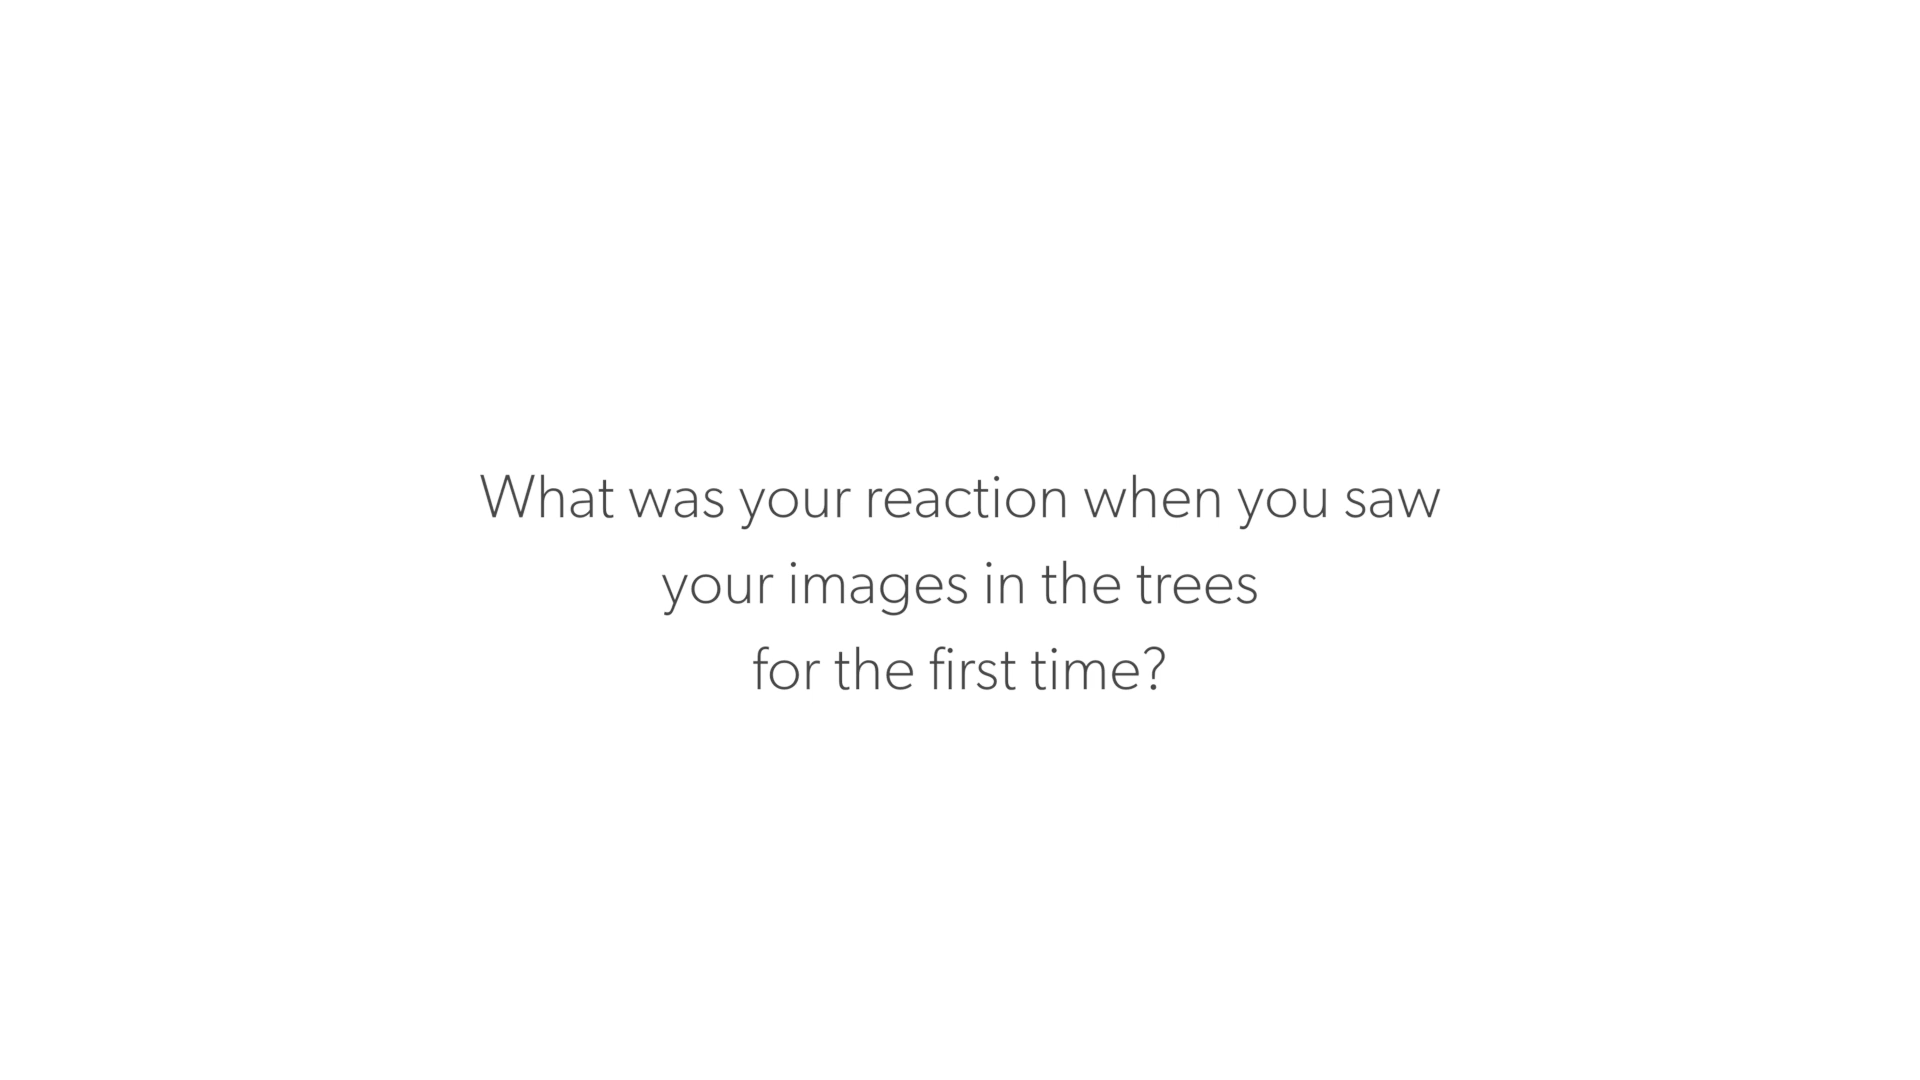 What was your reaction when you saw
your images in the trees
for the first time?